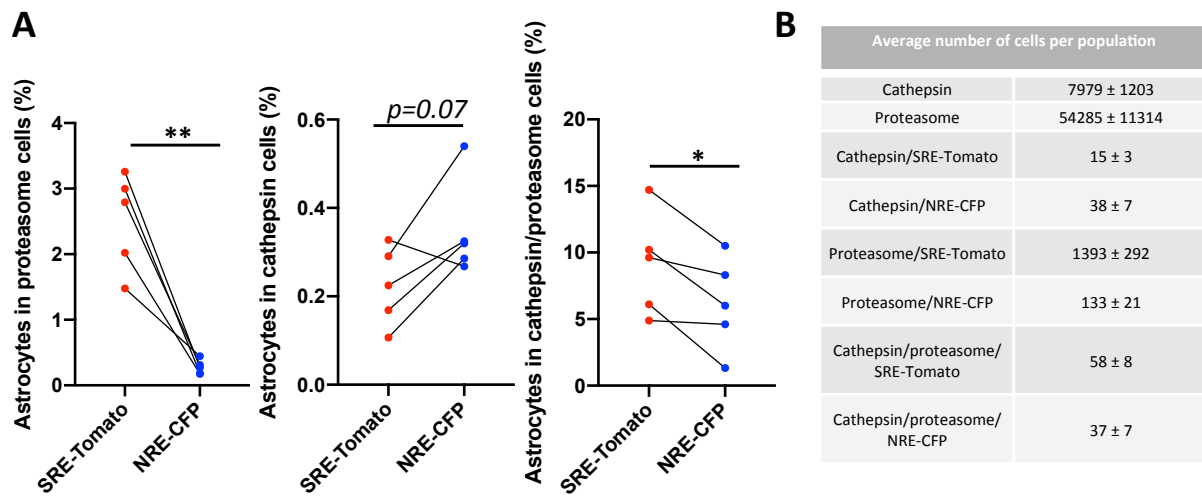 A
Astrocytes in proteasome cells (%)
4
3
2
1
0
**
SRE-Tomato
NRE-CFP
Astrocytes in cathepsin cells (%)
0.6
0.4
0.2
0.0
p=0.07
SRE-Tomato
NRE-CFP
Astrocytes in cathepsin/proteasome cells (%)
20
15
10
5
0
*
SRE-Tomato
NRE-CFP
B
Average number of cells per population
Cathepsin 7979 ± 1203
Proteasome 54285 ± 11314
Cathepsin/SRE-Tomato 15 ± 3
Cathepsin/NRE-CFP 38 ± 7
Proteasome/SRE-Tomato 1393 ± 292
Proteasome/NRE-CFP 133 ± 21
Cathepsin/proteasome/
SRE-Tomato 58 ± 8
Cathepsin/proteasome/
NRE-CFP 37 ± 7